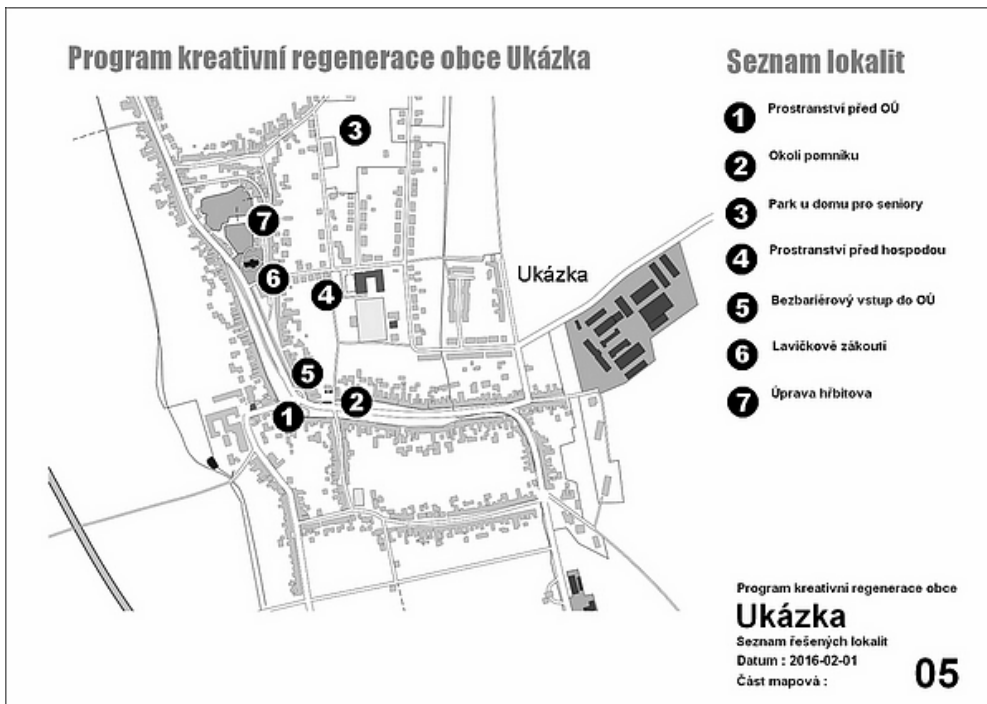 Program kreativní regenerace obce Ukázka
Seznam lokalit
1 Prostranství před OÚ
2 Okolí pomníku
3 Park u domu pro seniory
4 Prostranství před hospodou
5 Bezbariérový vstup do OÚ
6 Lavičkové zákoutí
7 Úprava hřbitova
3
7
6
4
Ukázka
5
2
1
Program kreativní regenerace obce
Ukázka
Seznam řešených lokalit
Datum : 2016-02-01
Část mapová :
05